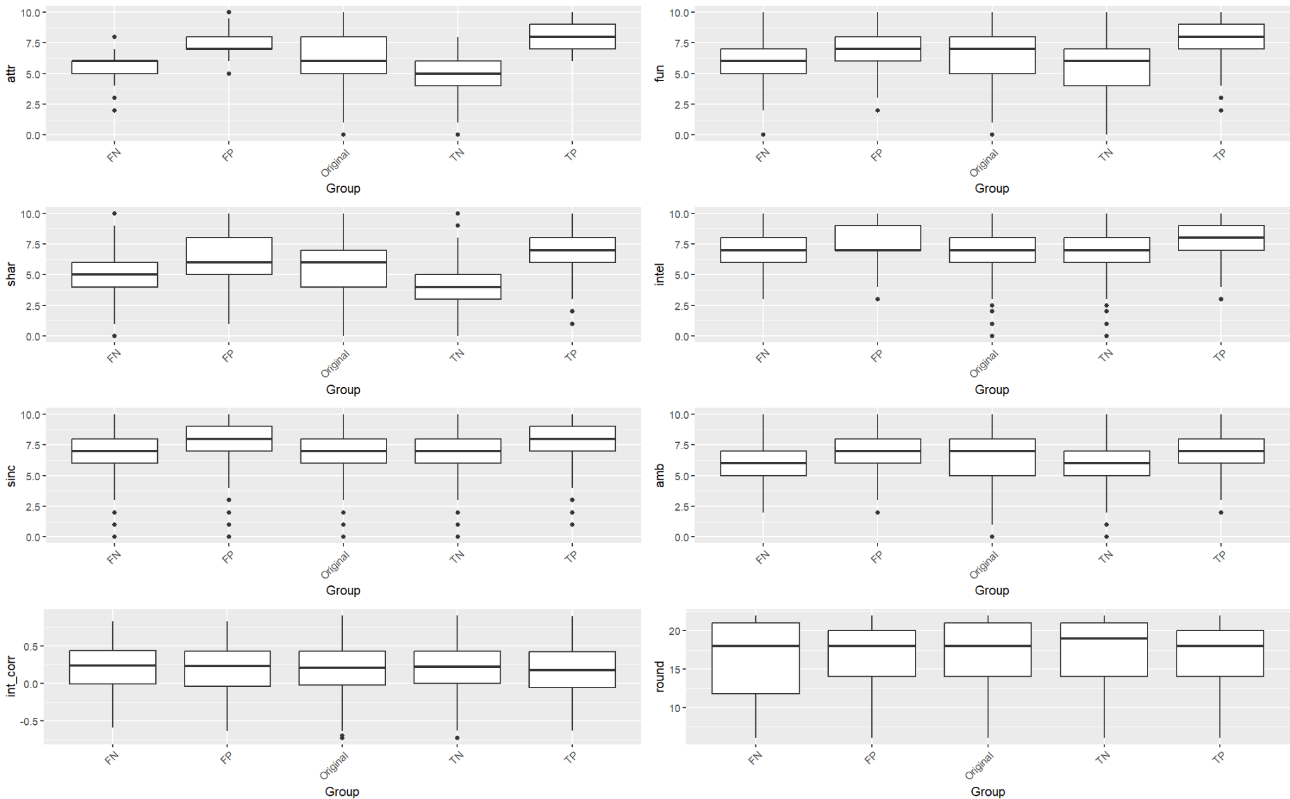 10.0
7.5
5.0
2.5
0.0
attr
FN
FP
Original
TN
TP
Group
10.0
7.5
5.0
2.5
0.0
fun
FN
FP
Original
TN
TP
Group
10.0
7.5
5.0
2.5
0.0
shar
FN
FP
Original
TN
TP
Group
10.0
7.5
5.0
2.5
0.0
intel
FN
FP
Original
TN
TP
Group
10.0
7.5
5.0
2.5
0.0
sinc
FN
FP
Original
TN
TP
Group
10.0
7.5
5.0
2.5
0.0
amb
FN
FP
Original
TN
TP
Group
0.5
0.0
-0.5
int_corr
FN
FP
Original
TN
TP
Group
20
15
10
round
FN
FP
Original
TN
TP
Group